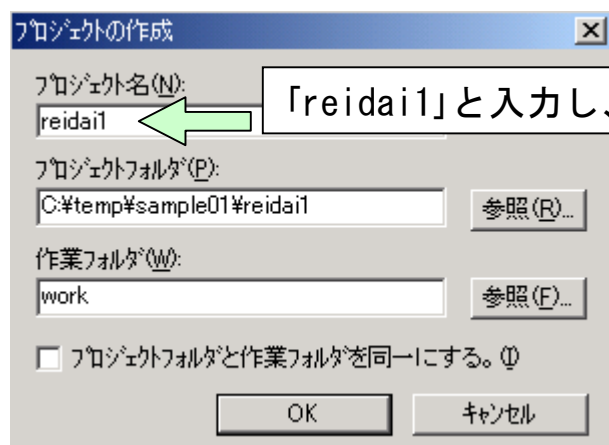 プロジェクトの作成
プロジェクト名(N):
reidai1
「reidai1」と入力し、
プロジェクトフォルダ(P):
C:¥temp¥sample01¥reidai1
参照(R)...
作業フォルダ(W):
work
参照(F)...
プロジェクトフォルダと作業フォルダを同一にする。(I)
OK
キャンセル